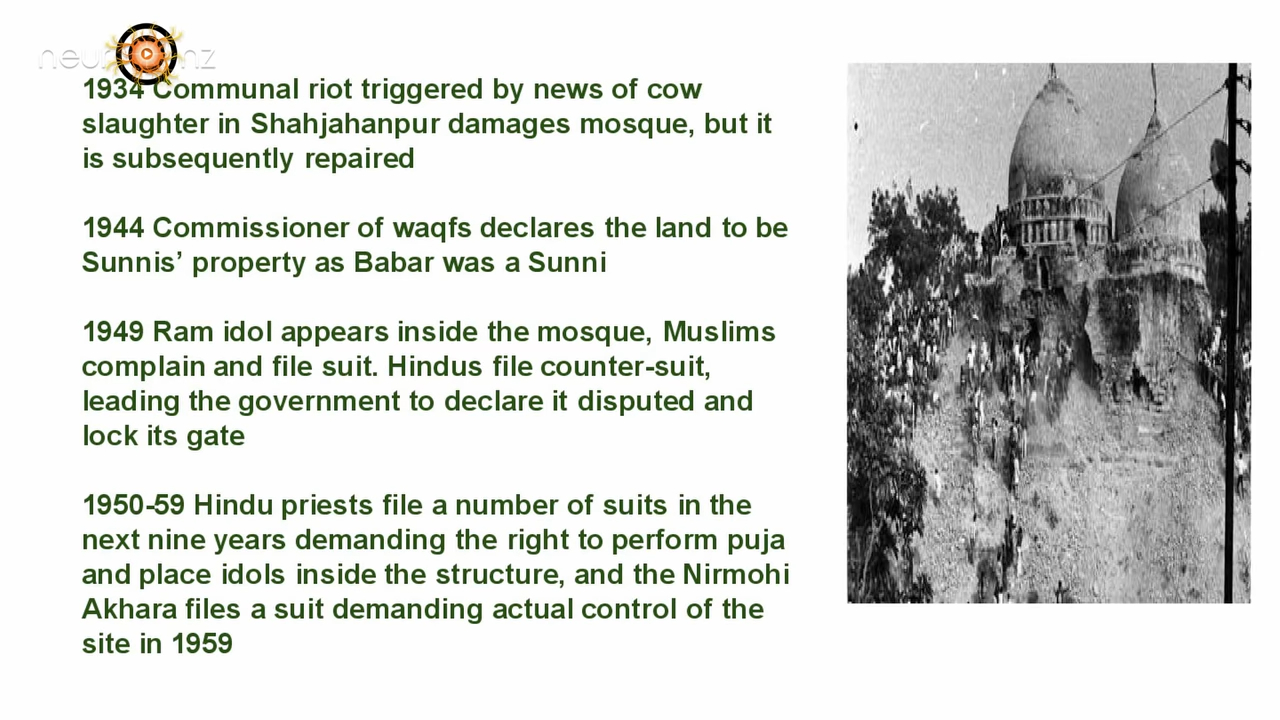 1934 Communal riot triggered by news of cow
slaughter in Shahjahanpur damages mosque, but it
is subsequently repaired
1944 Commissioner of waqfs declares the land to be
Sunnis’ property as Babar was a Sunni
1949 Ram idol appears inside the mosque, Muslims
complain and file suit. Hindus file counter-suit,
leading the government to declare it disputed and
lock its gate
1950-59 Hindu priests file a number of suits in the
next nine years demanding the right to perform puja
and place idols inside the structure, and the Nirmohi
Akhara files a suit demanding actual control of the
site in 1959